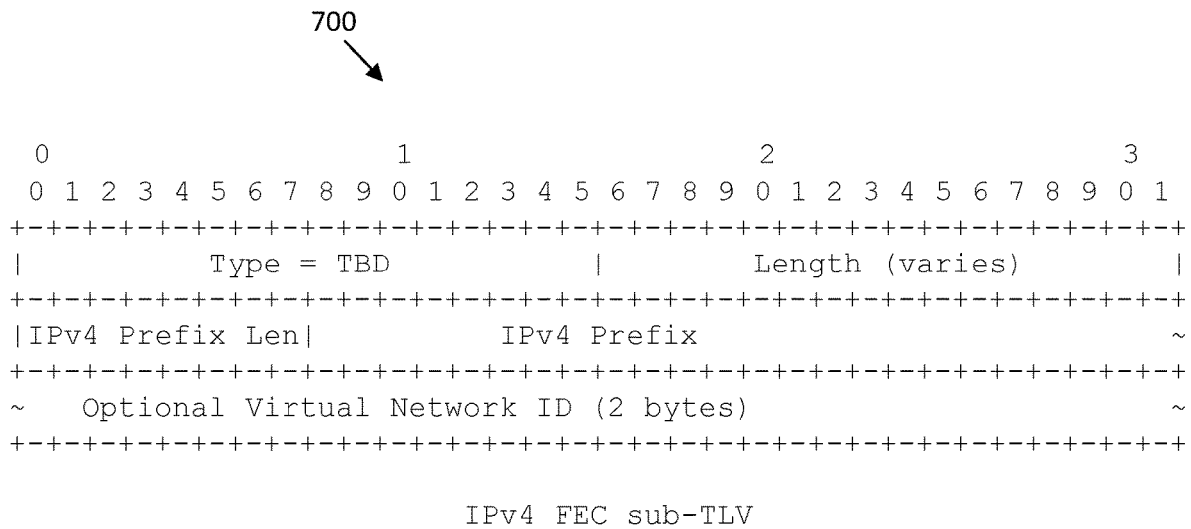 700
0 1 2 3
0 1 2 3 4 5 6 7 8 9 0 1 2 3 4 5 6 7 8 9 0 1 2 3 4 5 6 7 8 9 0 1
+-+-+-+-+-+-+-+-+-+-+-+-+-+-+-+-+-+-+-+-+-+-+-+-+-+-+-+-+-+-+-+-+
| Type = TBD | Length (varies) |
+-+-+-+-+-+-+-+-+-+-+-+-+-+-+-+-+-+-+-+-+-+-+-+-+-+-+-+-+-+-+-+-+
|IPv4 Prefix Len| IPv4 Prefix ~
+-+-+-+-+-+-+-+-+-+-+-+-+-+-+-+-+-+-+-+-+-+-+-+-+-+-+-+-+-+-+-+-+
~ Optional Virtual Network ID (2 bytes) ~
+-+-+-+-+-+-+-+-+-+-+-+-+-+-+-+-+-+-+-+-+-+-+-+-+-+-+-+-+-+-+-+-+
IPv4 FEC sub-TLV